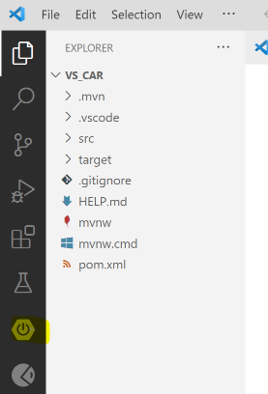 File Edit Selection View ...
EXPLORER ...
VS_CAR
.mvn
.vscode
src
target
.gitignore
HELP.md
mvnw
mvnw.cmd
pom.xml